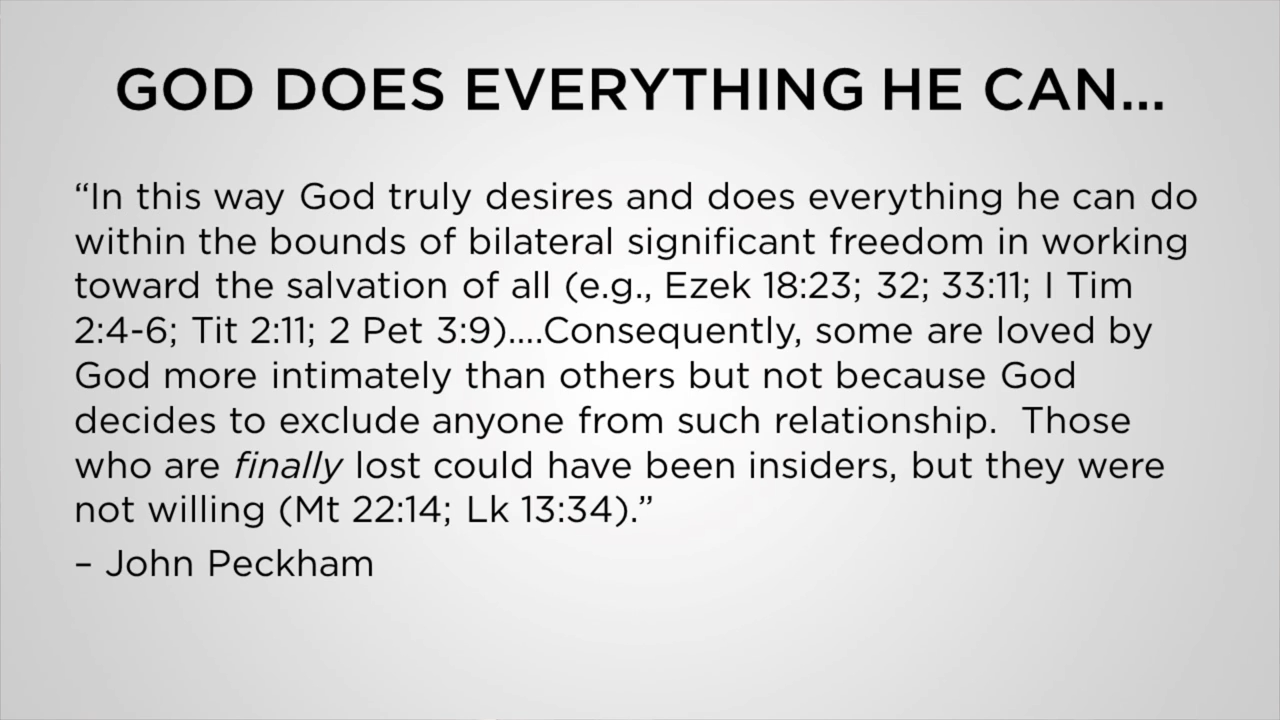 GOD DOES EVERYTHING HE CAN...
“In this way God truly desires and does everything he can do
within the bounds of bilateral significant freedom in working
toward the salvation of all (e.g., Ezek 18:23; 32; 33:11; I Tim
2:4-6; Tit 2:11; 2 Pet 3:9)....Consequently, some are loved by
God more intimately than others but not because God
decides to exclude anyone from such relationship.  Those
who are finally lost could have been insiders, but they were
not willing (Mt 22:14; Lk 13:34).”
– John Peckham